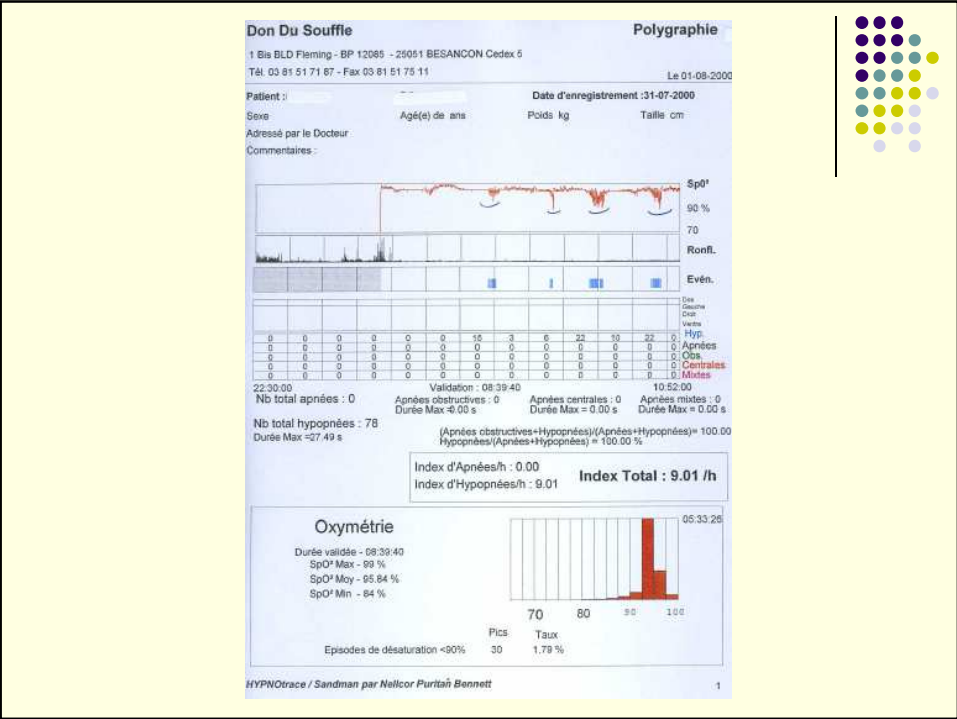 Don Du Souffle Polygraphie
1 Bis BLD Fleming - BP 12085 - 25051 BESANCON Cedex 5
Tél. 03 81 51 71 87 - Fax 03 81 51 75 11
Le 01-08-2000
Patient : Date d'enregistrement :31-07-2000
Sexe Agé(e) de ans Poids kg Taille cm
Adressé par le Docteur
Commentaires :
Sp0²
90 %
70
Ronfl.
Evén.
Dos
Gauche
Droit
Ventre
Hyp.
0 0 0 0 0 0 15 3 6 22 10 22 0
0 0 0 0 0 0 0 0 0 0 0 0 0 Apnées
0 0 0 0 0 0 0 0 0 0 0 0 0 Obs.
0 0 0 0 0 0 0 0 0 0 0 0 0 Centrales
0 0 0 0 0 0 0 0 0 0 0 0 0 Mixtes
22:30:00 Validation : 08:39:40 10:52:00
Nb total apnées : 0 Apnées obstructives : 0 Apnées centrales : 0 Apnées mixtes : 0
Durée Max =0.00 s Durée Max = 0.00 s Durée Max = 0.00 s
Nb total hypopnées : 78
Durée Max =27.49 s
(Apnées obstructives+Hypopnées)/(Apnées+Hypopnées)= 100.00
Hypopnées/(Apnées+Hypopnées) = 100.00 %
Index d'Apnées/h : 0.00
Index d'Hypopnées/h : 9.01
Index Total : 9.01 /h
05:33:26
Oxymétrie
Durée validée - 08:39:40
SpO² Max - 99 %
SpO² Moy - 95.84 %
SpO² Min - 84 %
70 80 90 100
Pics Taux
Episodes de désaturation <90% 30 1.79 %
HYPNOtrace / Sandman par Nellcor Puritan Bennett 1